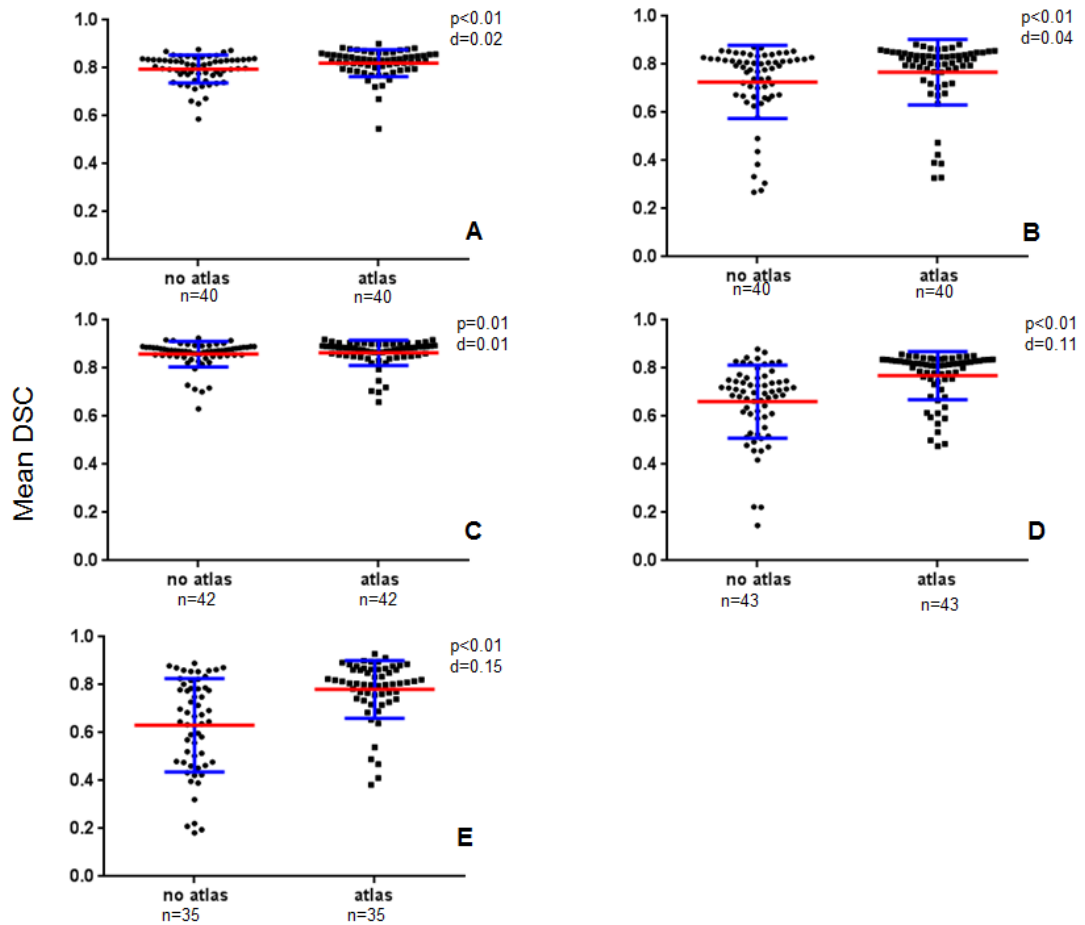 Mean DSC
1.0
0.8
0.6
0.4
0.2
0.0
p<0.01
d=0.02
A
no atlas
atlas
n=40
n=40
1.0
0.8
0.6
0.4
0.2
0.0
p<0.01
d=0.04
B
no atlas
atlas
n=40
n=40
1.0
0.8
0.6
0.4
0.2
0.0
p=0.01
d=0.01
C
no atlas
atlas
n=42
n=42
1.0
0.8
0.6
0.4
0.2
0.0
p<0.01
d=0.11
D
no atlas
atlas
n=43
n=43
1.0
0.8
0.6
0.4
0.2
0.0
p<0.01
d=0.15
E
no atlas
atlas
n=35
n=35